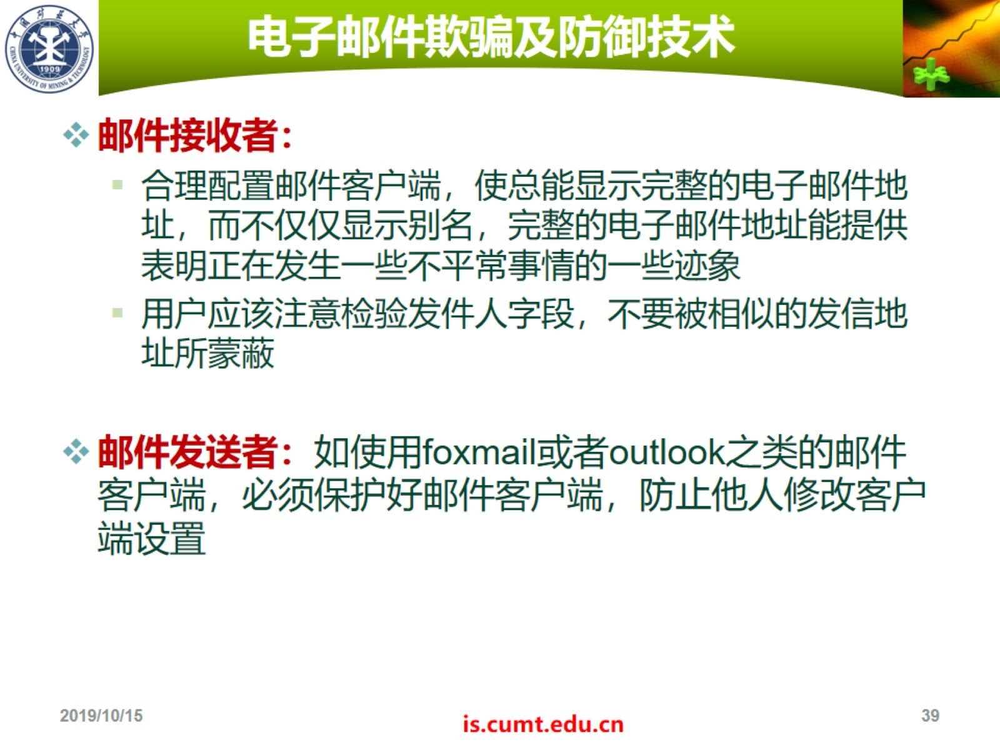 电子邮件欺骗及防御技术
中国矿业大学
CHINA UNIVERSITY OF MINING & TECHNOLOGY
1909
邮件接收者：
合理配置邮件客户端，使总能显示完整的电子邮件地
址，而不仅仅显示别名，完整的电子邮件地址能提供
表明正在发生一些不平常事情的一些迹象
用户应该注意检验发件人字段，不要被相似的发信地
址所蒙蔽
邮件发送者：如使用foxmail或者outlook之类的邮件
客户端，必须保护好邮件客户端，防止他人修改客户
端设置
2019/10/15
is.cumt.edu.cn
39